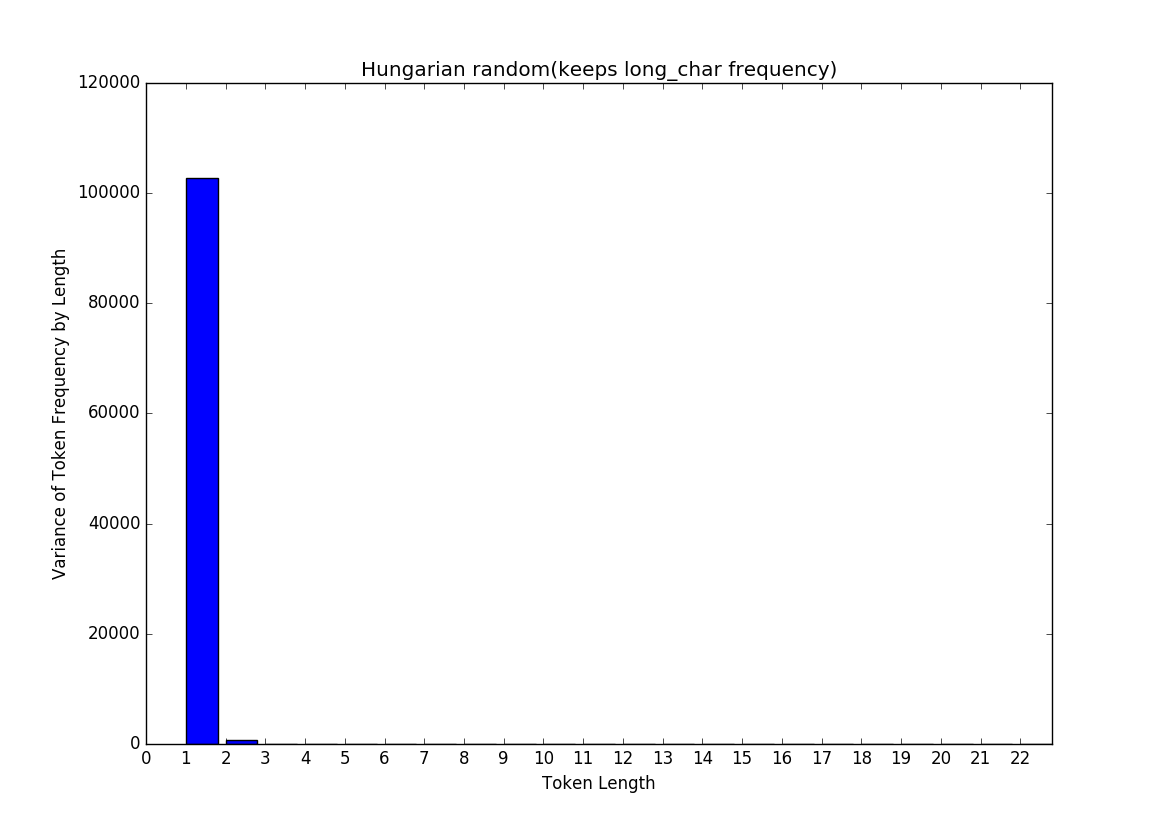 Hungarian random(keeps long_char frequency)
120000
100000
80000
60000
40000
20000
0
Variance of Token Frequency by Length
0 1 2 3 4 5 6 7 8 9 10 11 12 13 14 15 16 17 18 19 20 21 22
Token Length